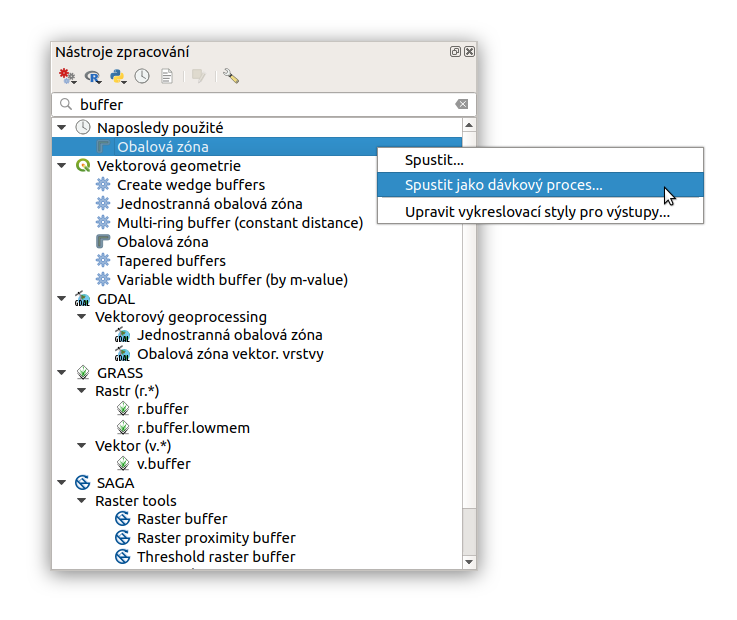 Nástroje zpracování
buffer
Naposledy použité
Obalová zóna
Spustit...
Vektorová geometrie
Create wedge buffers
Spustit jako dávkový proces...
Jednostranná obalová zóna
Upravit vykreslovací styly pro výstupy...
Multi-ring buffer (constant distance)
Obalová zóna
Tapered buffers
Variable width buffer (by m-value)
GDAL
Vektorový geoprocessing
Jednostranná obalová zóna
Obalová zóna vektor. vrstvy
GRASS
Rastr (r.*)
r.buffer
r.buffer.lowmem
Vektor (v.*)
v.buffer
SAGA
Raster tools
Raster buffer
Raster proximity buffer
Threshold raster buffer